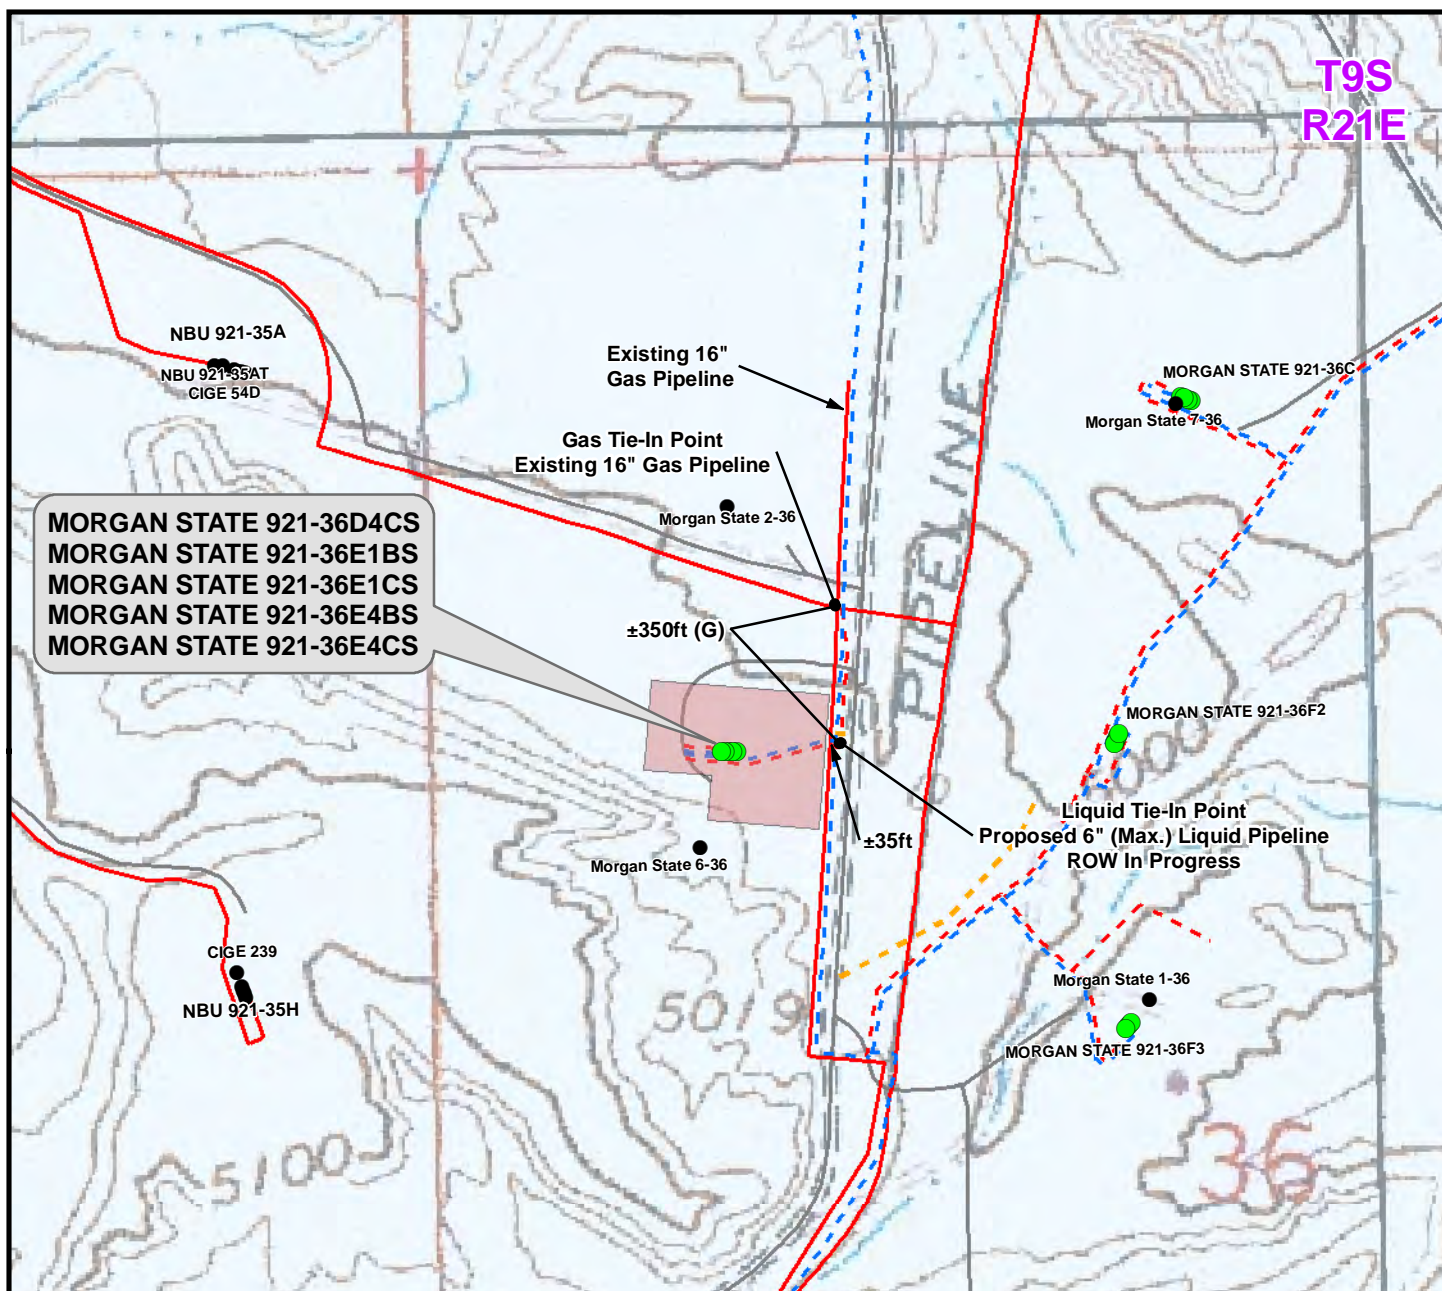 T9S
R21E
NBU 921-35A
NBU 921-35AT
CIGE 54D
Existing 16"
Gas Pipeline
MORGAN STATE 921-36C
Morgan State 7-36
Gas Tie-In Point
Existing 16" Gas Pipeline
PIPELINE
MORGAN STATE 921-36D4CS
MORGAN STATE 921-36E1BS
MORGAN STATE 921-36E1CS
MORGAN STATE 921-36E4BS
MORGAN STATE 921-36E4CS
Morgan State 2-36
±350ft (G)
MORGAN STATE 921-36F2
Liquid Tie-In Point
Proposed 6" (Max.) Liquid Pipeline
ROW In Progress
±35ft
Morgan State 6-36
CIGE 239
NBU 921-35H
5019
Morgan State 1-36
MORGAN STATE 921-36F3
5100
36